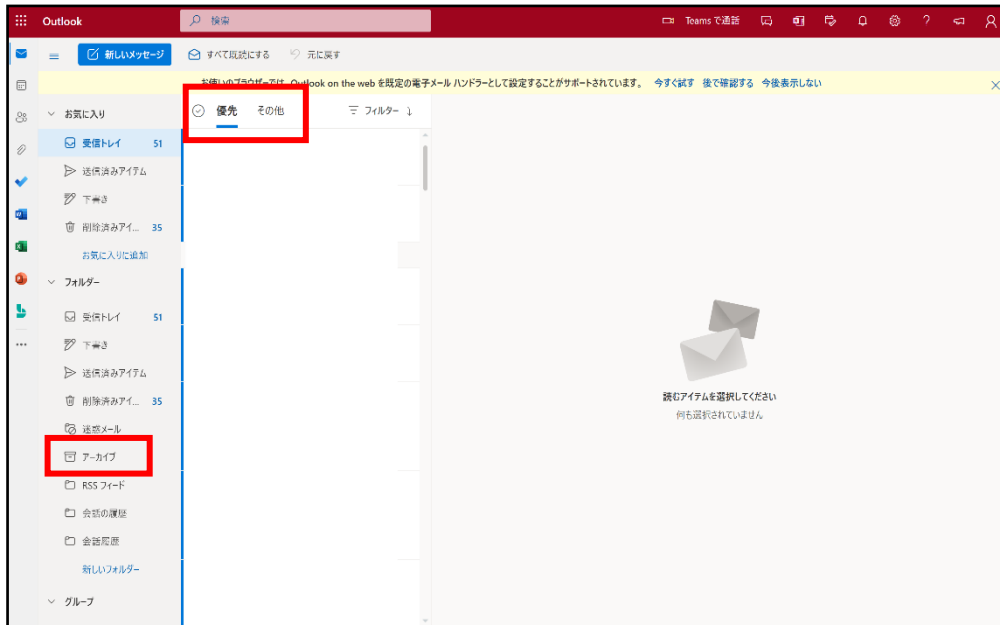 Outlook
検索
Teams で通話
新しいメッセージ
すべて既読にする
元に戻す
お使いのブラウザーでは、Outlook on the web を既定の電子メール ハンドラーとして設定することがサポートされています。 今すぐ試す 後で確認する 今後表示しない
優先 その他 フィルター
お気に入り
受信トレイ 51
送信済みアイテム
下書き
削除済みアイ... 35
お気に入りに追加
フォルダー
受信トレイ 51
下書き
送信済みアイテム
削除済みアイ... 35
迷惑メール
アーカイブ
RSS フィード
会話の履歴
会話履歴
新しいフォルダー
グループ
読むアイテムを選択してください
何も選択されていません